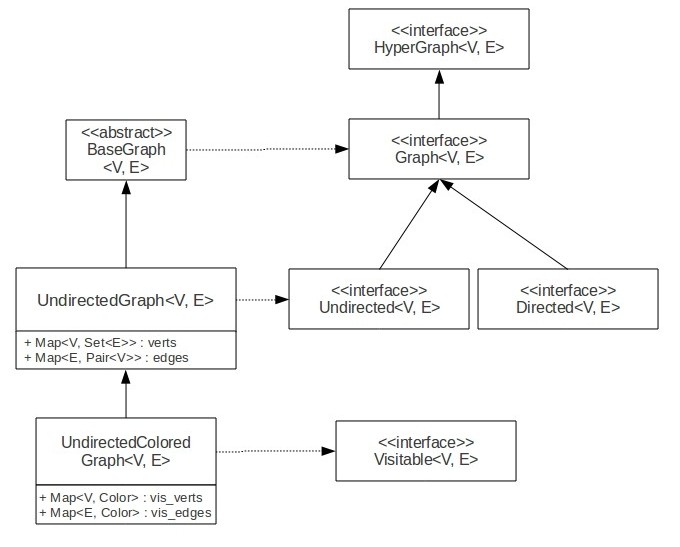 <<interface>>
HyperGraph<V, E>
<<abstract>>
BaseGraph
<V, E>
<<interface>>
Graph<V, E>
UndirectedGraph<V, E>
+ Map<V, Set<E>> : verts
+ Map<E, Pair<V>> : edges
<<interface>>
Undirected<V, E>
<<interface>>
Directed<V, E>
UndirectedColored
Graph<V, E>
+ Map<V, Color> : vis_verts
+ Map<E, Color> : vis_edges
<<interface>>
Visitable<V, E>